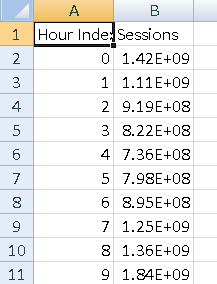 A B
1 Hour Inde Sessions
2 0 1.42E+09
3 1 1.11E+09
4 2 9.19E+08
5 3 8.22E+08
6 4 7.36E+08
7 5 7.98E+08
8 6 8.95E+08
9 7 1.25E+09
10 8 1.36E+09
11 9 1.84E+09